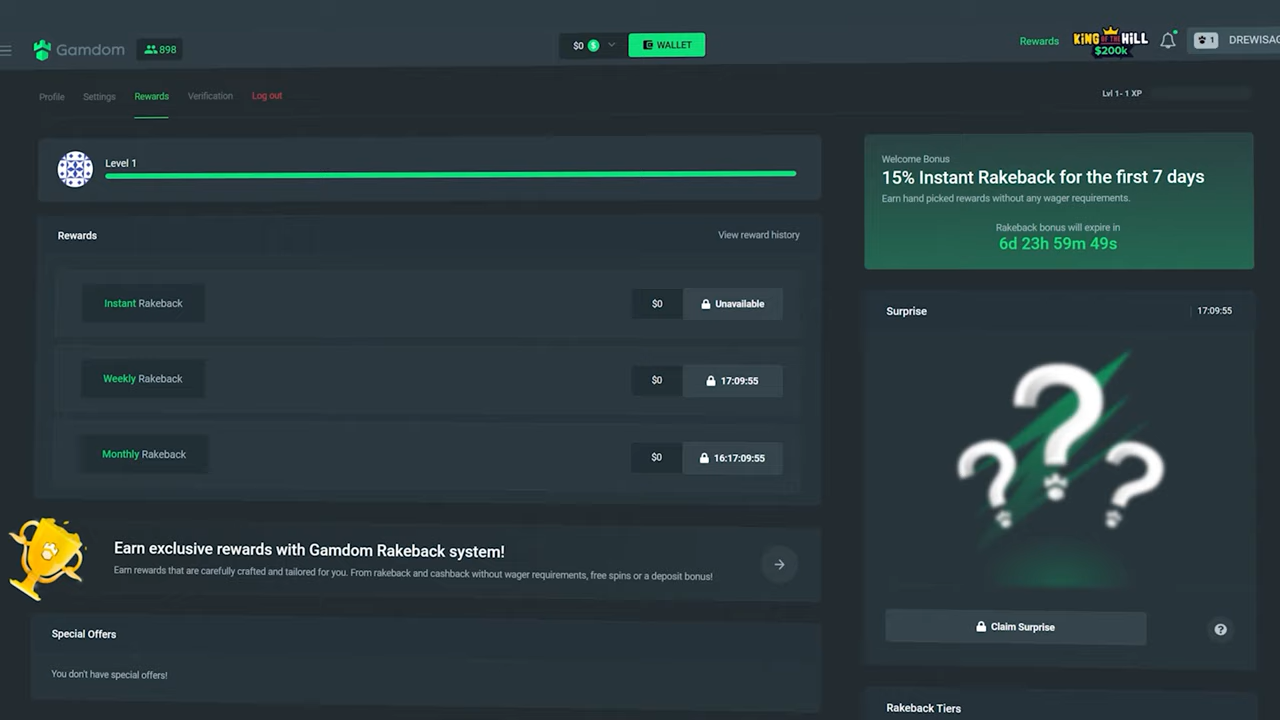 Gamdom
898
$0
WALLET
Rewards
KING OF THE HILL
$200k
1
DREWISAG
Profile
Settings
Rewards
Verification
Log out
Lvl 1 - 1 XP
Level 1
Rewards
View reward history
Instant Rakeback
$0
Unavailable
Weekly Rakeback
$0
17:09:55
Monthly Rakeback
$0
16:17:09:55
Earn exclusive rewards with Gamdom Rakeback system!
Earn rewards that are carefully crafted and tailored for you. From rakeback and cashback without wager requirements, free spins or a deposit bonus!
Special Offers
You don't have special offers!
Welcome Bonus
15% Instant Rakeback for the first 7 days
Earn hand picked rewards without any wager requirements.
Rakeback bonus will expire in
6d 23h 59m 49s
Surprise
17:09:55
???
Claim Surprise
?
Rakeback Tiers